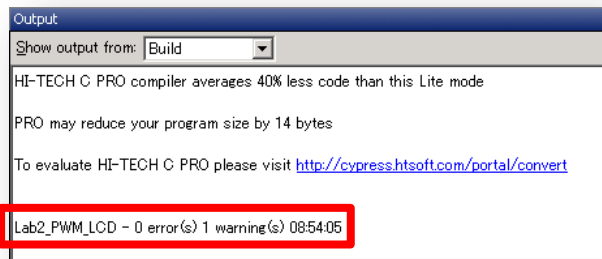 Output
Show output from: Build
HI-TECH C PRO compiler averages 40% less code than this Lite mode
PRO may reduce your program size by 14 bytes
To evaluate HI-TECH C PRO please visit http://cypress.htsoft.com/portal/convert
Lab2_PWM_LCD - 0 error(s) 1 warning(s) 08:54:05